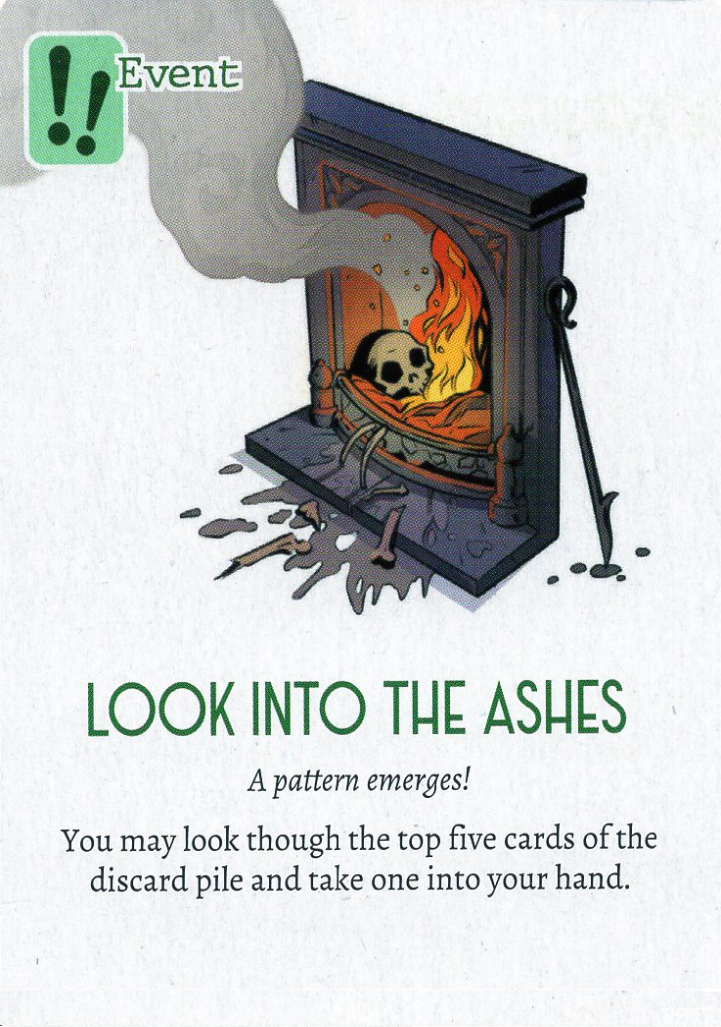 !!
Event
LOOK INTO THE ASHES
A pattern emerges!
You may look though the top five cards of the
discard pile and take one into your hand.